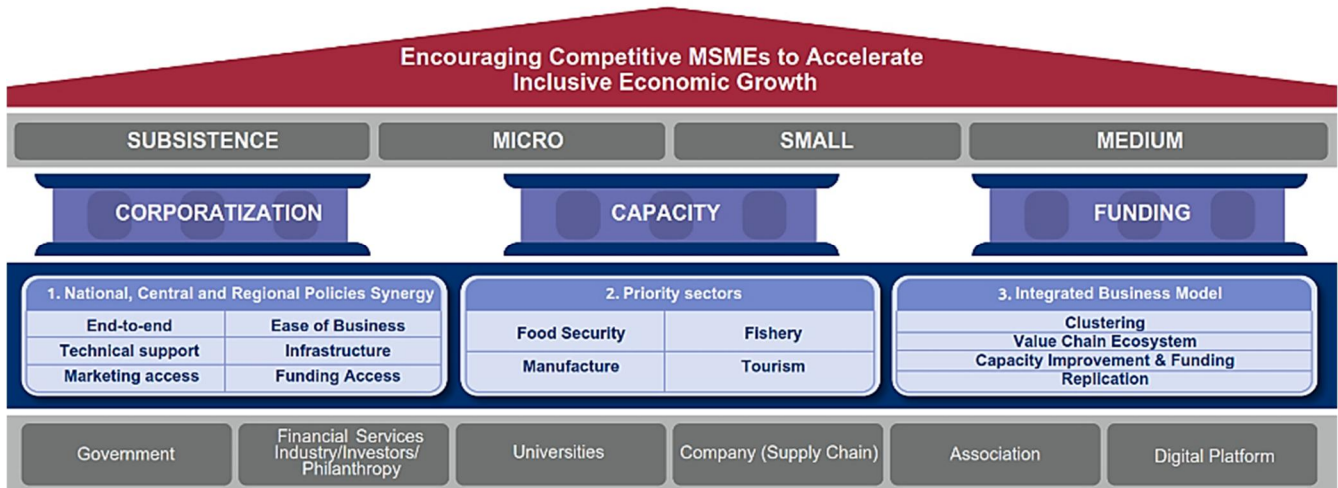 Encouraging Competitive MSMEs to Accelerate
Inclusive Economic Growth
SUBSISTENCE
MICRO
SMALL
MEDIUM
CORPORATIZATION
CAPACITY
FUNDING
1. National, Central and Regional Policies Synergy
End-to-end
Ease of Business
Technical support
Infrastructure
Marketing access
Funding Access
2. Priority sectors
Food Security
Fishery
Manufacture
Tourism
3. Integrated Business Model
Clustering
Value Chain Ecosystem
Capacity Improvement & Funding
Replication
Government
Financial Services
Industry/Investors/
Philanthropy
Universities
Company (Supply Chain)
Association
Digital Platform